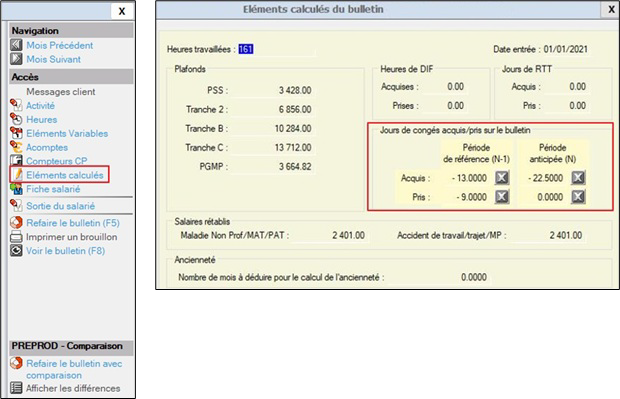 X
Navigation
Mois Précédent
Mois Suivant
Accès
Messages client
Activité
Heures
Eléments Variables
Acomptes
Compteurs CP
Eléments calculés
Fiche salarié
Sortie du salarié
Refaire le bulletin (F5)
Imprimer un brouillon
Voir le bulletin (F8)
PREPROD - Comparaison
Refaire le bulletin avec
comparaison
Afficher les différences
Eléments calculés du bulletin X
Heures travaillées : 161 Date entrée : 01/01/2021
Plafonds
PSS : 3 428.00
Tranche 2 : 6 856.00
Tranche B : 10 284.00
Tranche C : 13 712.00
PGMP : 3 664.82
Heures de DIF
Acquises : 0.00
Prises : 0.00
Jours de RTT
Acquis : 0.00
Pris : 0.00
Jours de congés acquis/pris sur le bulletin
Période
de référence (N-1)
Période
anticipée (N)
Acquis : - 13.0000 X - 22.5000 X
Pris : - 9.0000 X 0.0000 X
Salaires rétablis
Maladie Non Prof/MAT/PAT : 2 401.00 Accident de travail/trajet/MP : 2 401.00
Ancienneté
Nombre de mois à déduire pour le calcul de l'ancienneté : 0.0000